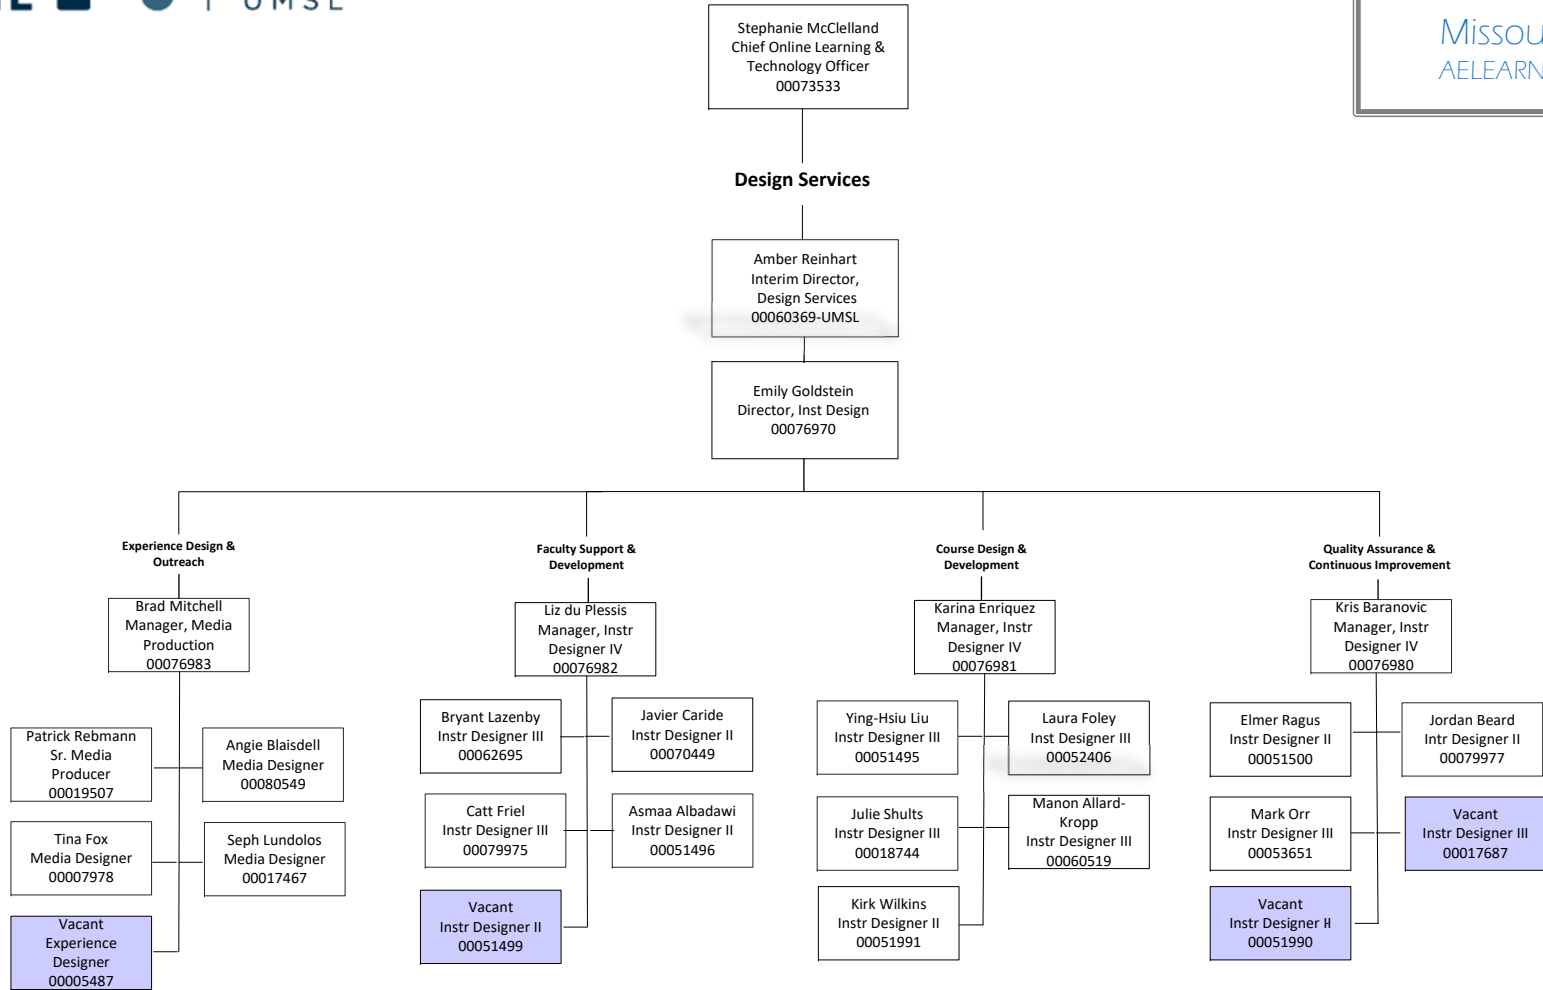 UMSL
Missou
AELEARN
Stephanie McClelland
Chief Online Learning &
Technology Officer
00073533
Design Services
Amber Reinhart
Interim Director,
Design Services
00060369-UMSL
Emily Goldstein
Director, Inst Design
00076970
Experience Design &
Outreach
Brad Mitchell
Manager, Media
Production
00076983
Patrick Rebmann
Sr. Media
Producer
00019507
Angie Blaisdell
Media Designer
00080549
Tina Fox
Media Designer
00007978
Seph Lundolos
Media Designer
00017467
Vacant
Experience
Designer
00005487
Faculty Support &
Development
Liz du Plessis
Manager, Instr
Designer IV
00076982
Bryant Lazenby
Instr Designer III
00062695
Javier Caride
Instr Designer II
00070449
Catt Friel
Instr Designer III
00079975
Asmaa Albadawi
Instr Designer II
00051496
Vacant
Instr Designer II
00051499
Course Design &
Development
Karina Enriquez
Manager, Instr
Designer IV
00076981
Ying-Hsiu Liu
Instr Designer III
00051495
Laura Foley
Inst Designer III
00052406
Julie Shults
Instr Designer III
00018744
Manon Allard-
Kropp
Instr Designer III
00060519
Kirk Wilkins
Instr Designer II
00051991
Quality Assurance &
Continuous Improvement
Kris Baranovic
Manager, Instr
Designer IV
00076980
Elmer Ragus
Instr Designer II
00051500
Jordan Beard
Intr Designer II
00079977
Mark Orr
Instr Designer III
00053651
Vacant
Instr Designer III
00017687
Vacant
Instr Designer II
00051990